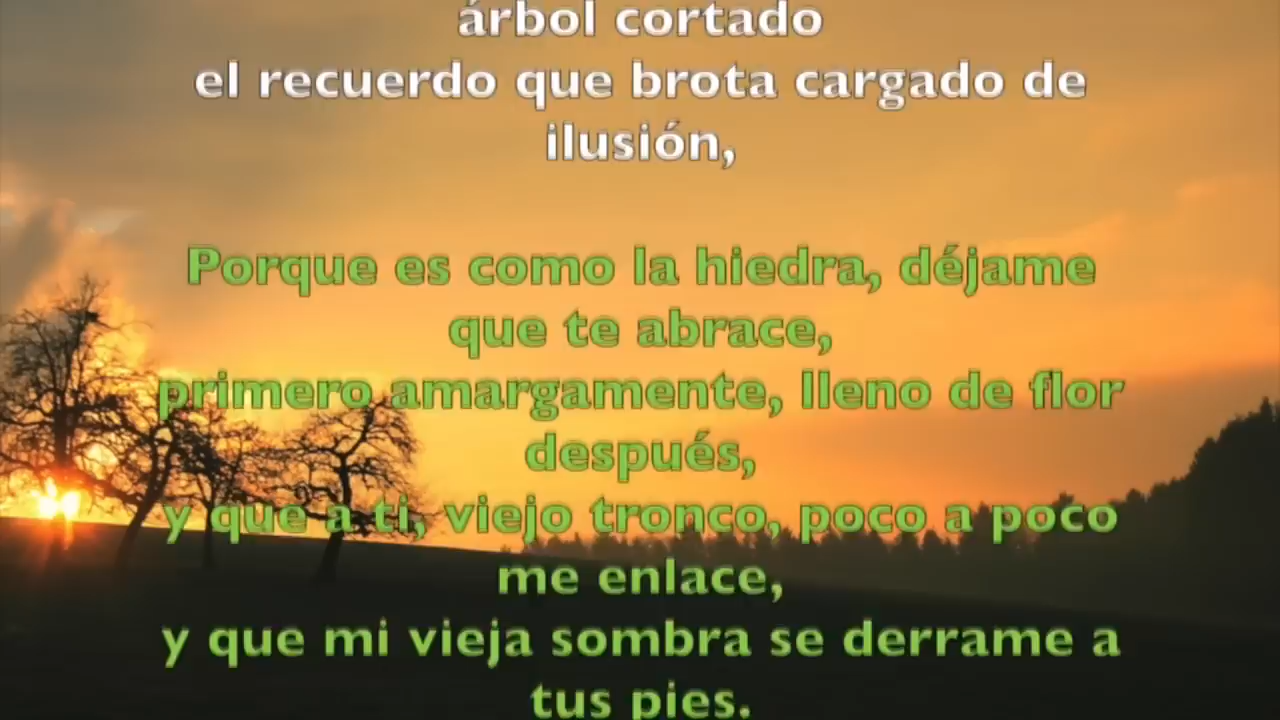 árbol cortado
el recuerdo que brota cargado de
ilusión,
Porque es como la hiedra, déjame
que te abrace,
primero amargamente, lleno de flor
después,
y que a ti, viejo tronco, poco a poco
me enlace,
y que mi vieja sombra se derrame a
tus pies.